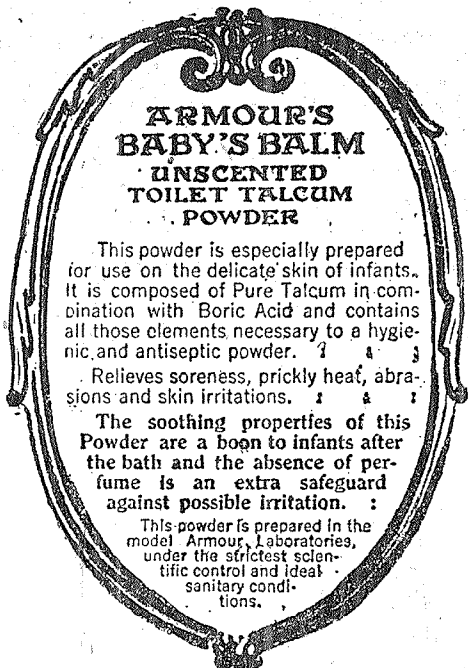 ARMOUR'S
BABY'S BALM
UNSCENTED
TOILET TALCUM
POWDER
This powder is especially prepared
for use on the delicate skin of infants.
It is composed of Pure Talcum in com-
bination with Boric Acid and contains
all those elements necessary to a hygie-
nic and antiseptic powder. : : :
Relieves soreness, prickly heat, abra-
sions and skin irritations. : : :
The soothing properties of this
Powder are a boon to infants after
the bath and the absence of per-
fume is an extra safeguard
against possible irritation. :
This powder is prepared in the
model Armour Laboratories,
under the strictest scien-
tific control and ideal
sanitary condi-
tions.